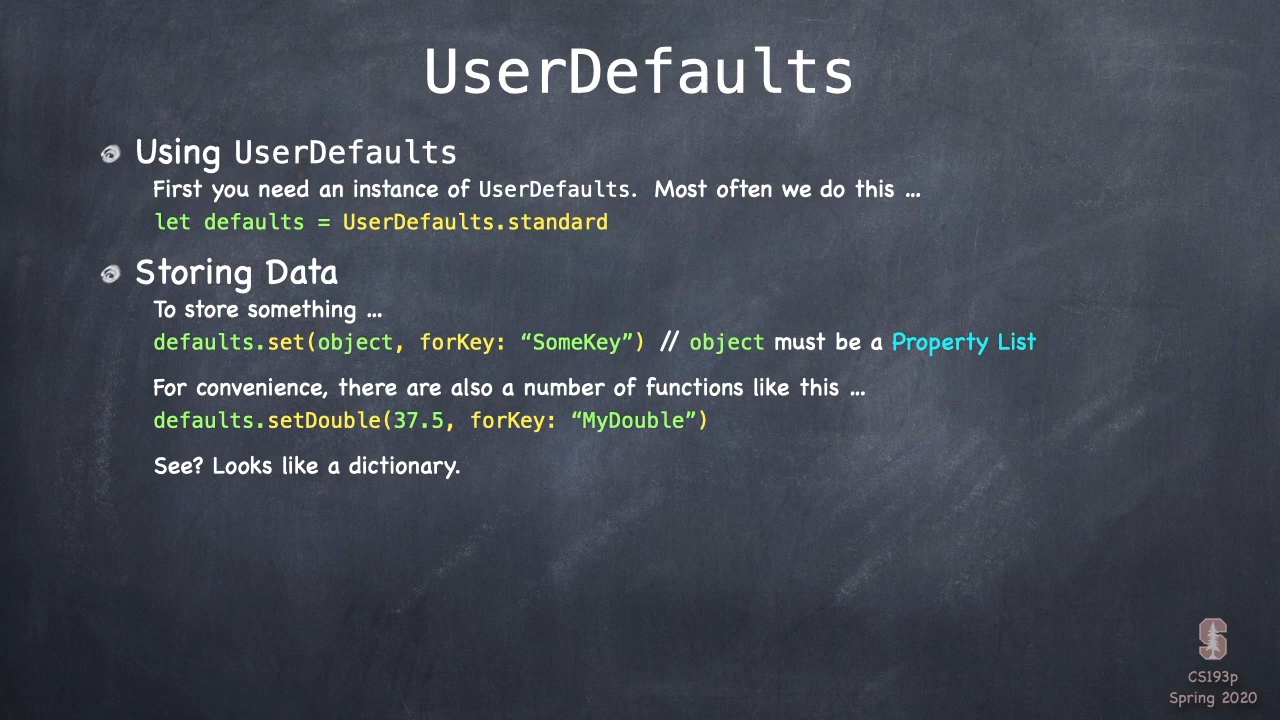 UserDefaults
Using UserDefaults
First you need an instance of UserDefaults. Most often we do this ...
let defaults = UserDefaults.standard
Storing Data
To store something ...
defaults.set(object, forKey: “SomeKey”) // object must be a Property List
For convenience, there are also a number of functions like this ...
defaults.setDouble(37.5, forKey: “MyDouble”)
See? Looks like a dictionary.
S
CS193p
Spring 2020